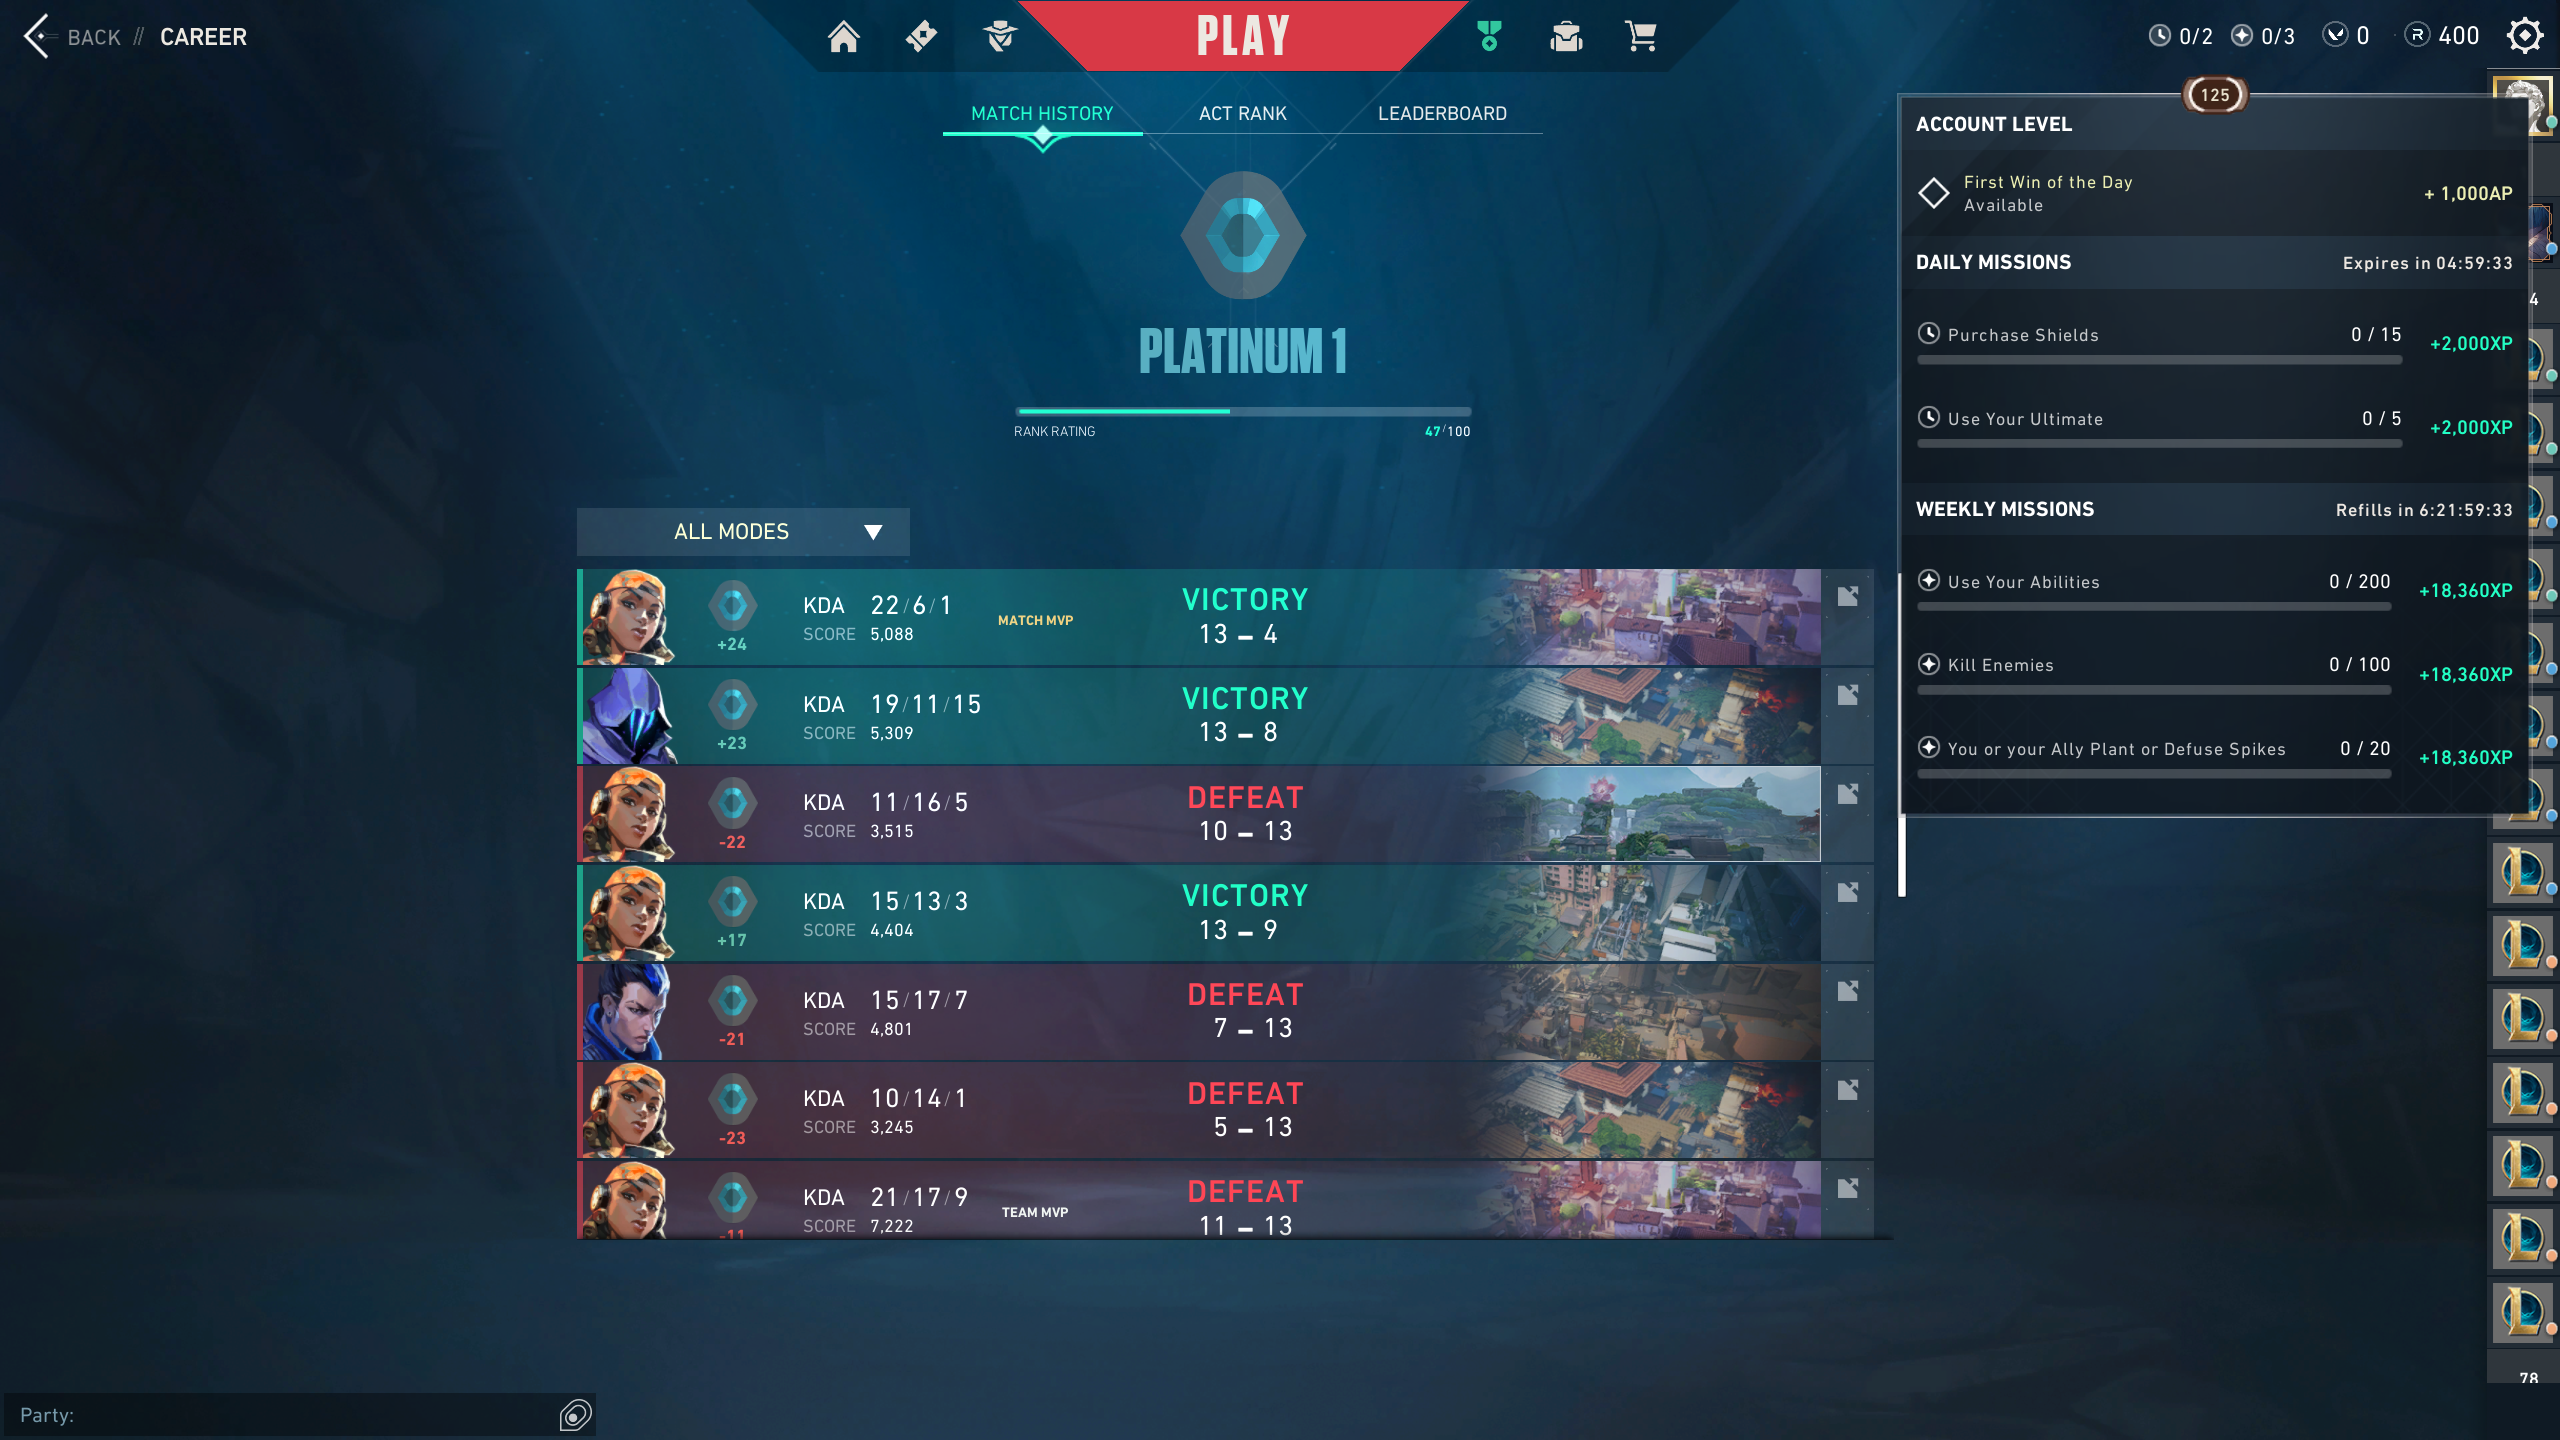 BACK // CAREER
PLAY
0/2 0/3 0 400
MATCH HISTORY ACT RANK LEADERBOARD
PLATINUM 1
RANK RATING 47/100
125
ACCOUNT LEVEL
First Win of the Day
Available
+ 1,000AP
DAILY MISSIONS Expires in 04:59:33
Purchase Shields 0 / 15 +2,000XP
Use Your Ultimate 0 / 5 +2,000XP
WEEKLY MISSIONS Refills in 6:21:59:33
Use Your Abilities 0 / 200 +18,360XP
Kill Enemies 0 / 100 +18,360XP
You or your Ally Plant or Defuse Spikes 0 / 20 +18,360XP
4
ALL MODES
KDA 22/6/1 VICTORY
+24 SCORE 5,088 MATCH MVP 13 - 4
KDA 19/11/15 VICTORY
+23 SCORE 5,309 13 - 8
KDA 11/16/5 DEFEAT
-22 SCORE 3,515 10 - 13
KDA 15/13/3 VICTORY
+17 SCORE 4,404 13 - 9
KDA 15/17/7 DEFEAT
-21 SCORE 4,801 7 - 13
KDA 10/14/1 DEFEAT
-23 SCORE 3,245 5 - 13
KDA 21/17/9 DEFEAT
-11 SCORE 7,222 TEAM MVP 11 - 13
78
Party: